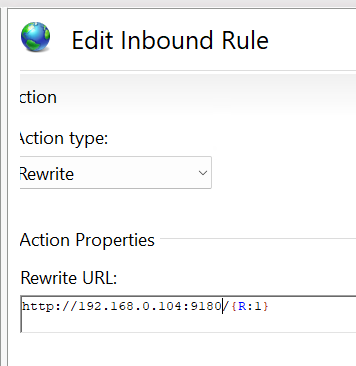 Edit Inbound Rule
ction
Action type:
Rewrite
Action Properties
Rewrite URL:
http://192.168.0.104:9180/{R:1}